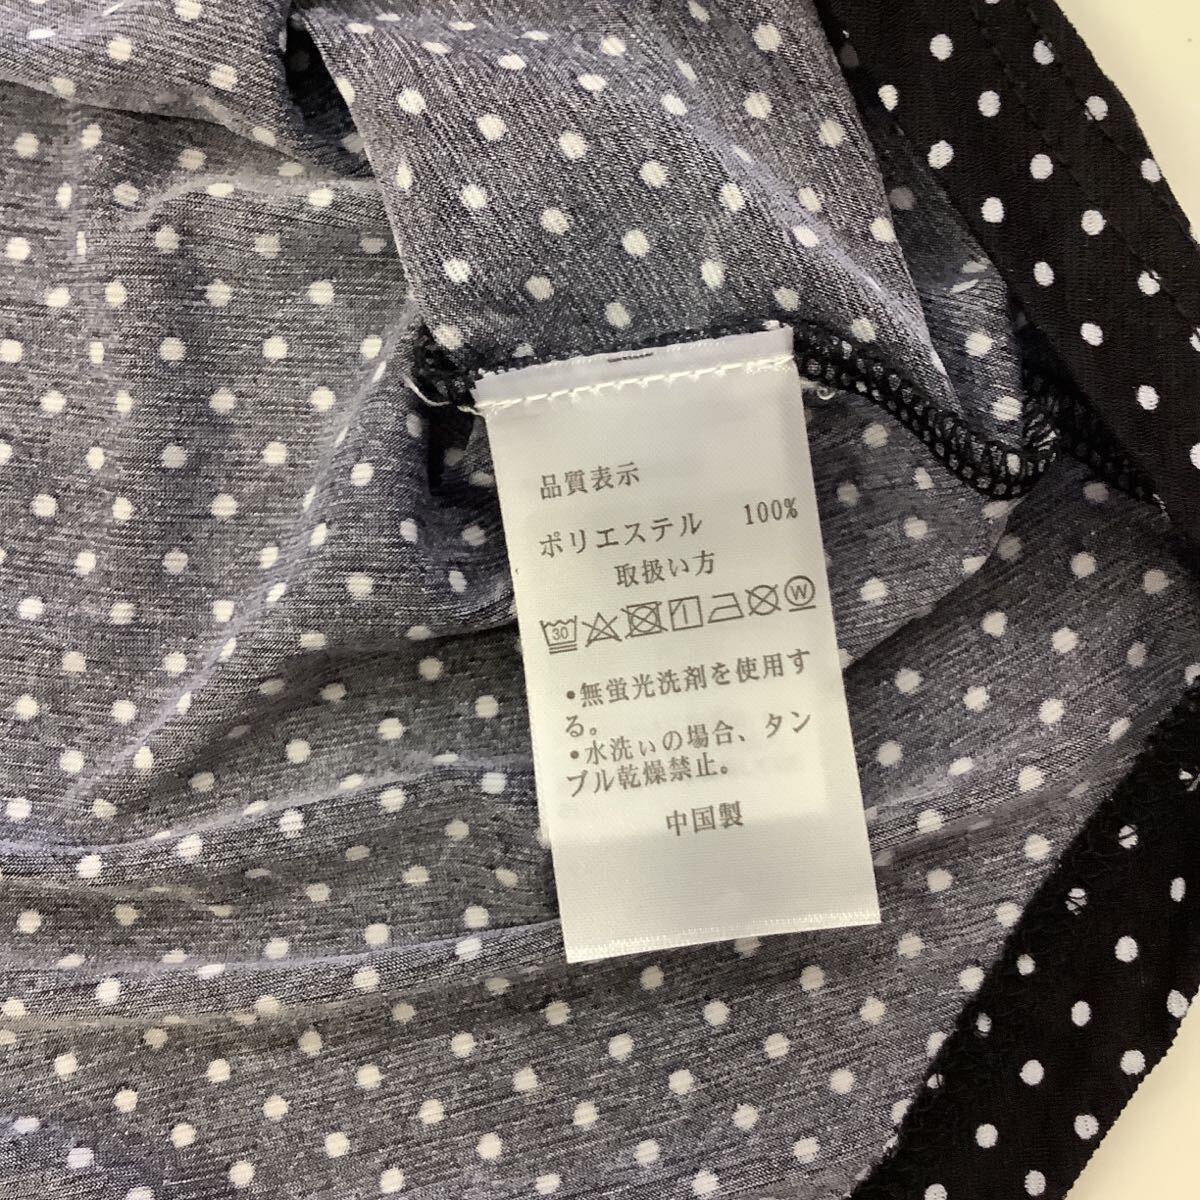 品質表示
ポリエステル 100%
取扱い方
30 W
•無蛍光洗剤を使用す
る。
•水洗ぃの場合、タン
ブル乾燥禁止。
中国製